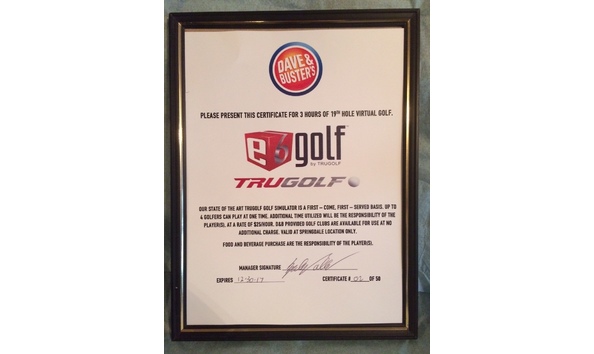 DAVE &
BUSTER'S
PLEASE PRESENT THIS CERTIFICATE FOR 3 HOURS OF 19TH HOLE VIRTUAL GOLF.
e6golf™
by TRUGOLF
TRUGOLF
OUR STATE OF THE ART TRUGOLF GOLF SIMULATOR IS A FIRST – COME, FIRST – SERVED BASIS. UP TO
4 GOLFERS CAN PLAY AT ONE TIME. ADDITIONAL TIME UTILIZED WILL BE THE RESPONSIBILITY OF THE
PLAYER(S), AT A RATE OF $25/HOUR. D&B PROVIDED GOLF CLUBS ARE AVAILABLE FOR USE AT NO
ADDITIONAL CHARGE. VALID AT SPRINGDALE LOCATION ONLY.
FOOD AND BEVERAGE PURCHASE ARE THE RESPONSIBILITY OF THE PLAYER(S).
MANAGER SIGNATURE
EXPIRES CERTIFICATE # OF 50